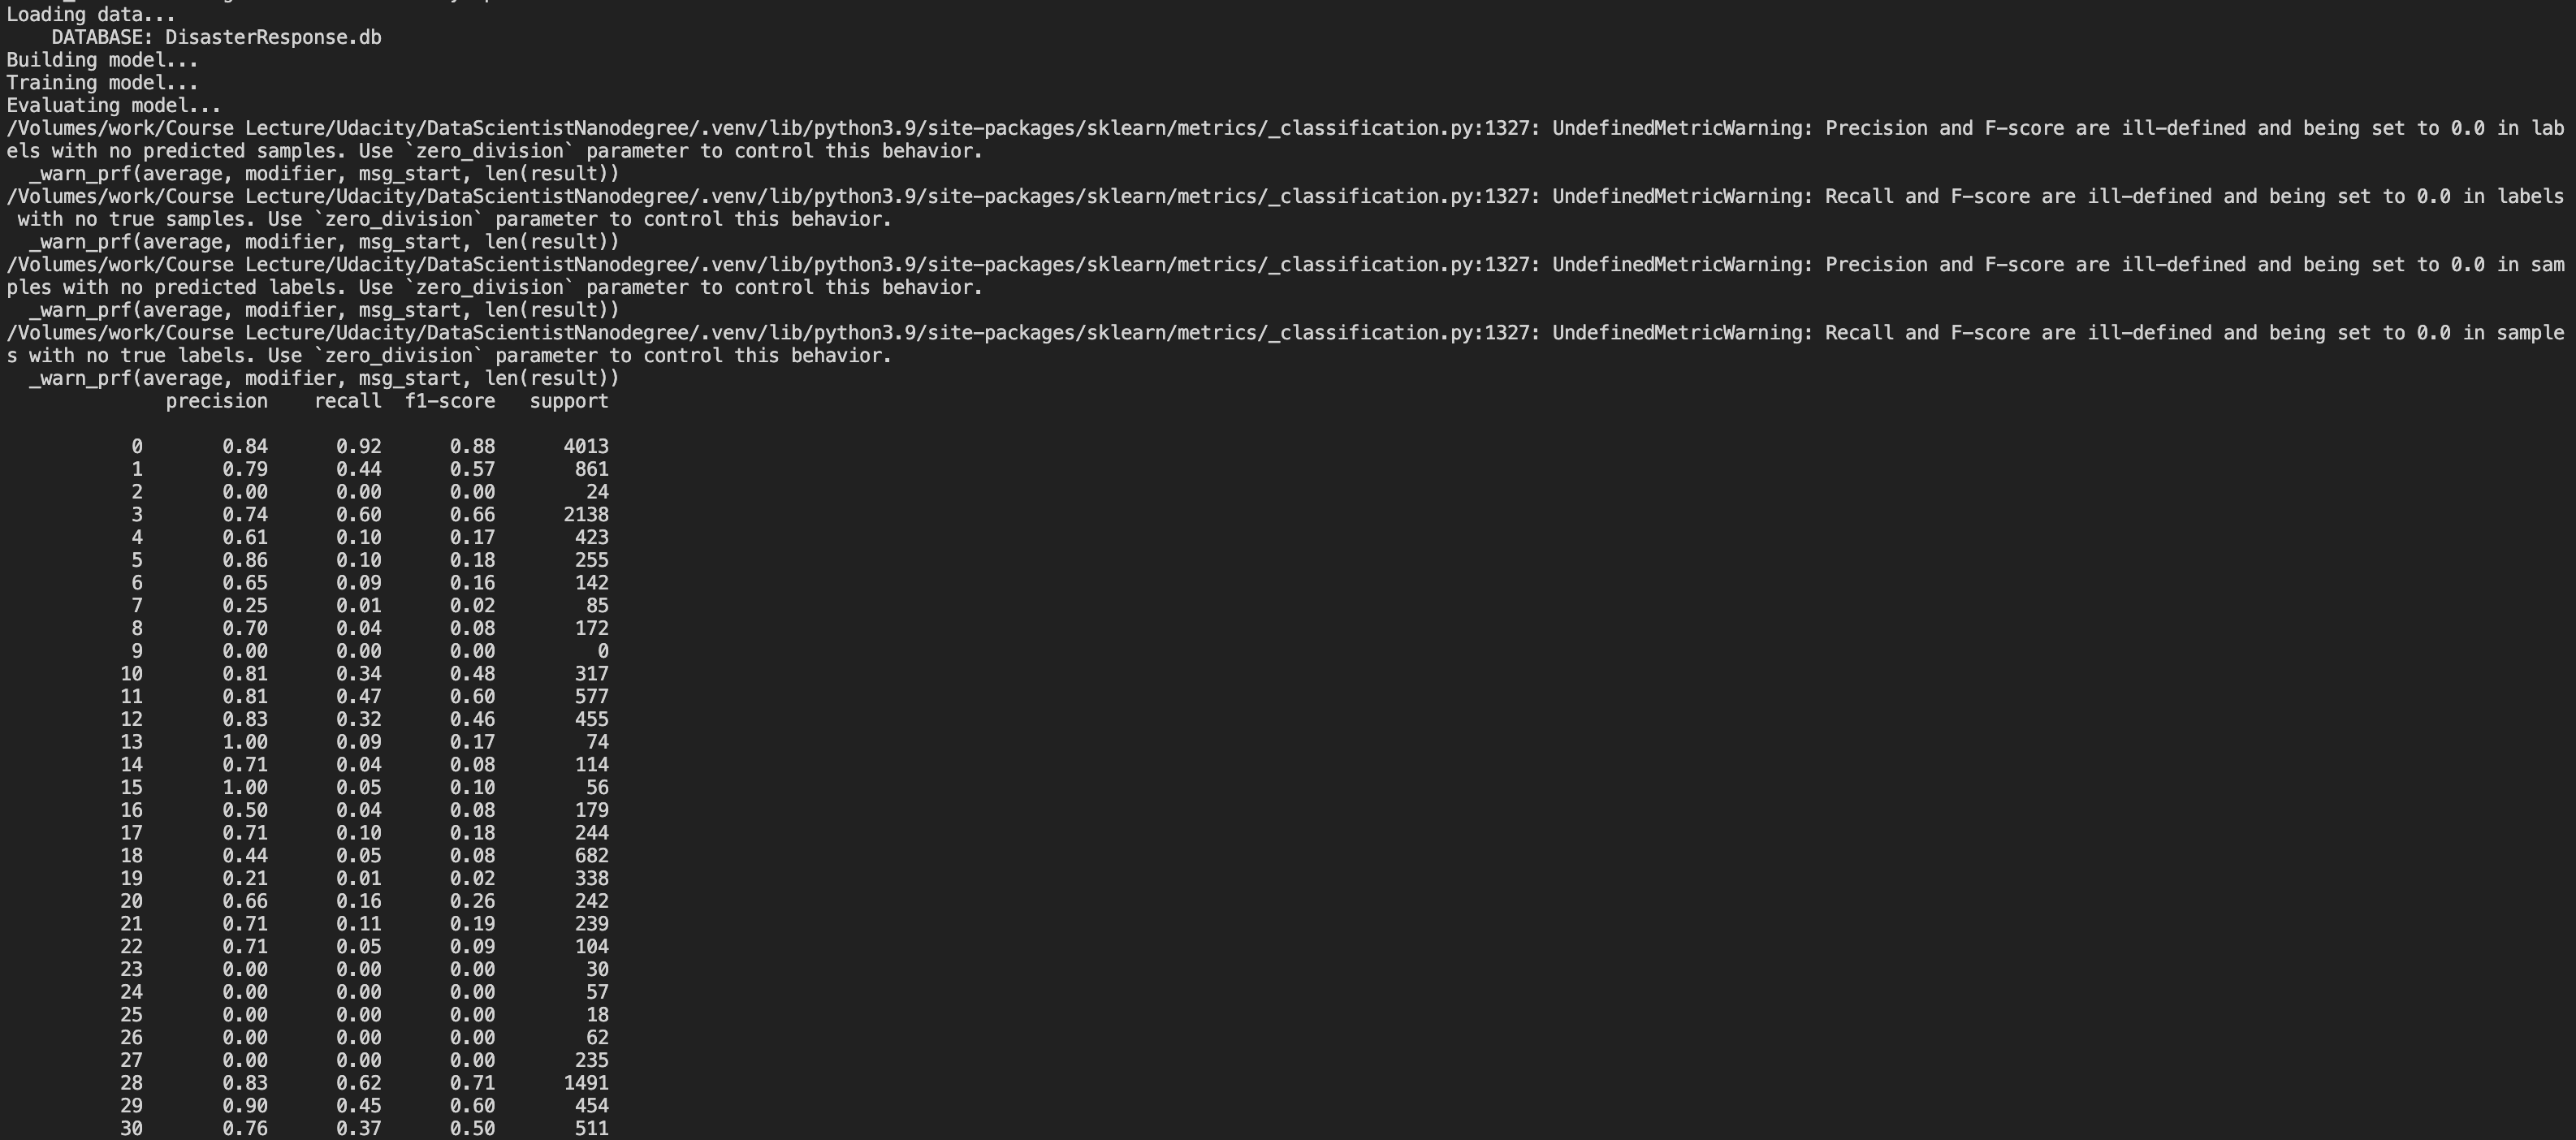 Loading data...
DATABASE: DisasterResponse.db
Building model...
Training model...
Evaluating model...
/Volumes/work/Course Lecture/Udacity/DataScientistNanodegree/.venv/lib/python3.9/site-packages/sklearn/metrics/_classification.py:1327: UndefinedMetricWarning: Precision and F-score are ill-defined and being set to 0.0 in lab
els with no predicted samples. Use `zero_division` parameter to control this behavior.
_warn_prf(average, modifier, msg_start, len(result))
/Volumes/work/Course Lecture/Udacity/DataScientistNanodegree/.venv/lib/python3.9/site-packages/sklearn/metrics/_classification.py:1327: UndefinedMetricWarning: Recall and F-score are ill-defined and being set to 0.0 in labels
with no true samples. Use `zero_division` parameter to control this behavior.
_warn_prf(average, modifier, msg_start, len(result))
/Volumes/work/Course Lecture/Udacity/DataScientistNanodegree/.venv/lib/python3.9/site-packages/sklearn/metrics/_classification.py:1327: UndefinedMetricWarning: Precision and F-score are ill-defined and being set to 0.0 in sam
ples with no predicted labels. Use `zero_division` parameter to control this behavior.
_warn_prf(average, modifier, msg_start, len(result))
/Volumes/work/Course Lecture/Udacity/DataScientistNanodegree/.venv/lib/python3.9/site-packages/sklearn/metrics/_classification.py:1327: UndefinedMetricWarning: Recall and F-score are ill-defined and being set to 0.0 in sample
s with no true labels. Use `zero_division` parameter to control this behavior.
_warn_prf(average, modifier, msg_start, len(result))
precision recall f1-score support
0 0.84 0.92 0.88 4013
1 0.79 0.44 0.57 861
2 0.00 0.00 0.00 24
3 0.74 0.60 0.66 2138
4 0.61 0.10 0.17 423
5 0.86 0.10 0.18 255
6 0.65 0.09 0.16 142
7 0.25 0.01 0.02 85
8 0.70 0.04 0.08 172
9 0.00 0.00 0.00 0
10 0.81 0.34 0.48 317
11 0.81 0.47 0.60 577
12 0.83 0.32 0.46 455
13 1.00 0.09 0.17 74
14 0.71 0.04 0.08 114
15 1.00 0.05 0.10 56
16 0.50 0.04 0.08 179
17 0.71 0.10 0.18 244
18 0.44 0.05 0.08 682
19 0.21 0.01 0.02 338
20 0.66 0.16 0.26 242
21 0.71 0.11 0.19 239
22 0.71 0.05 0.09 104
23 0.00 0.00 0.00 30
24 0.00 0.00 0.00 57
25 0.00 0.00 0.00 18
26 0.00 0.00 0.00 62
27 0.00 0.00 0.00 235
28 0.83 0.62 0.71 1491
29 0.90 0.45 0.60 454
30 0.76 0.37 0.50 511